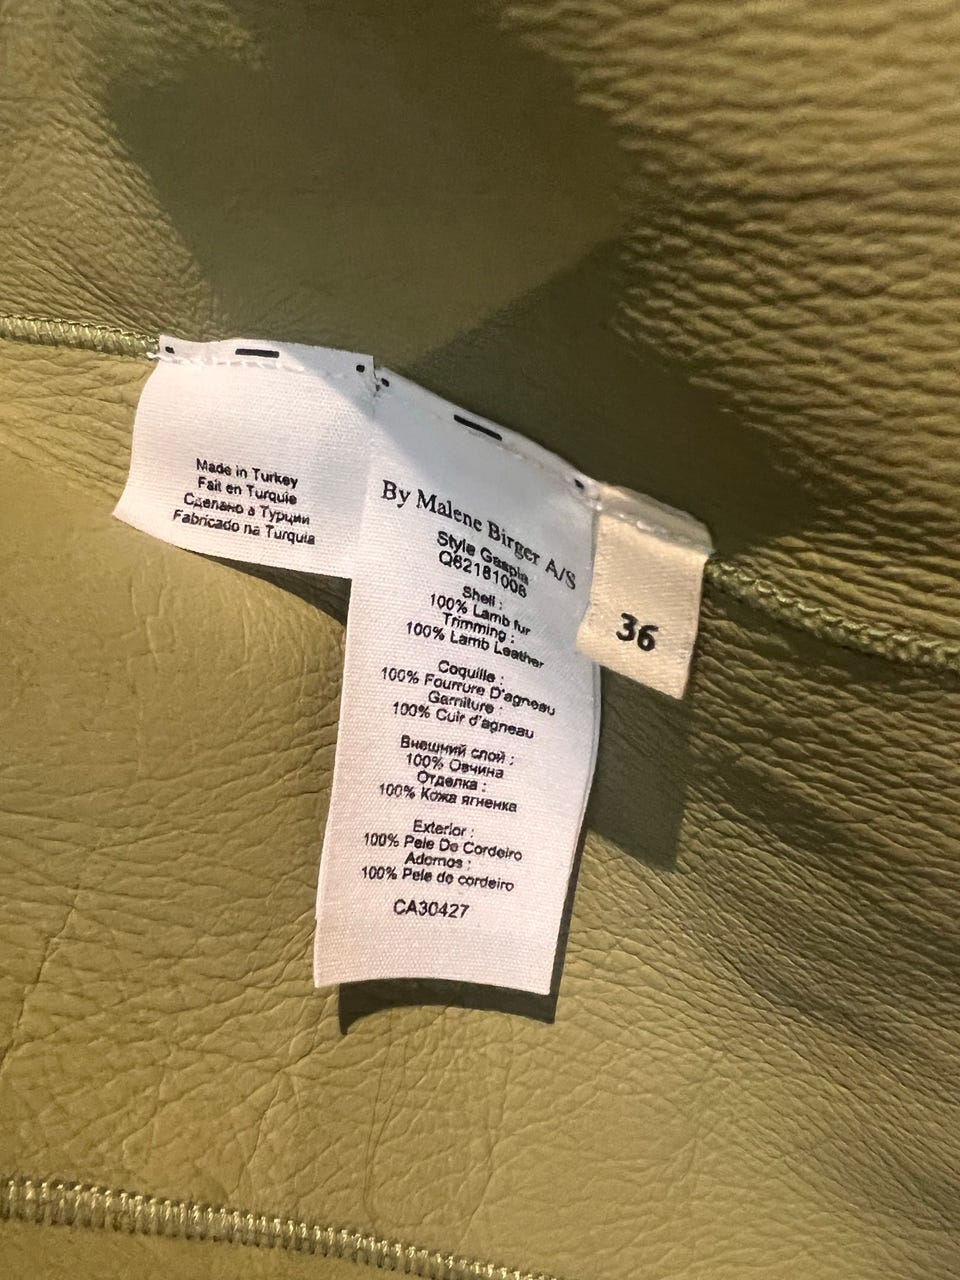 Made in Turkey
Fait en Turquie
Сделано в Турции
Fabricado na Turquia
By Malene Birger A/S
Style Gaspia
Q62181006
Shell :
100% Lamb fur
Trimming :
100% Lamb Leather
Coquille :
100% Fourrure D'agneau
Garniture :
100% Cuir d'agneau
Внешний слой :
100% Овчина
Отделка :
100% Кожа ягненка
Exterior :
100% Pele De Cordeiro
Adornos :
100% Pele de cordeiro
CA30427
36